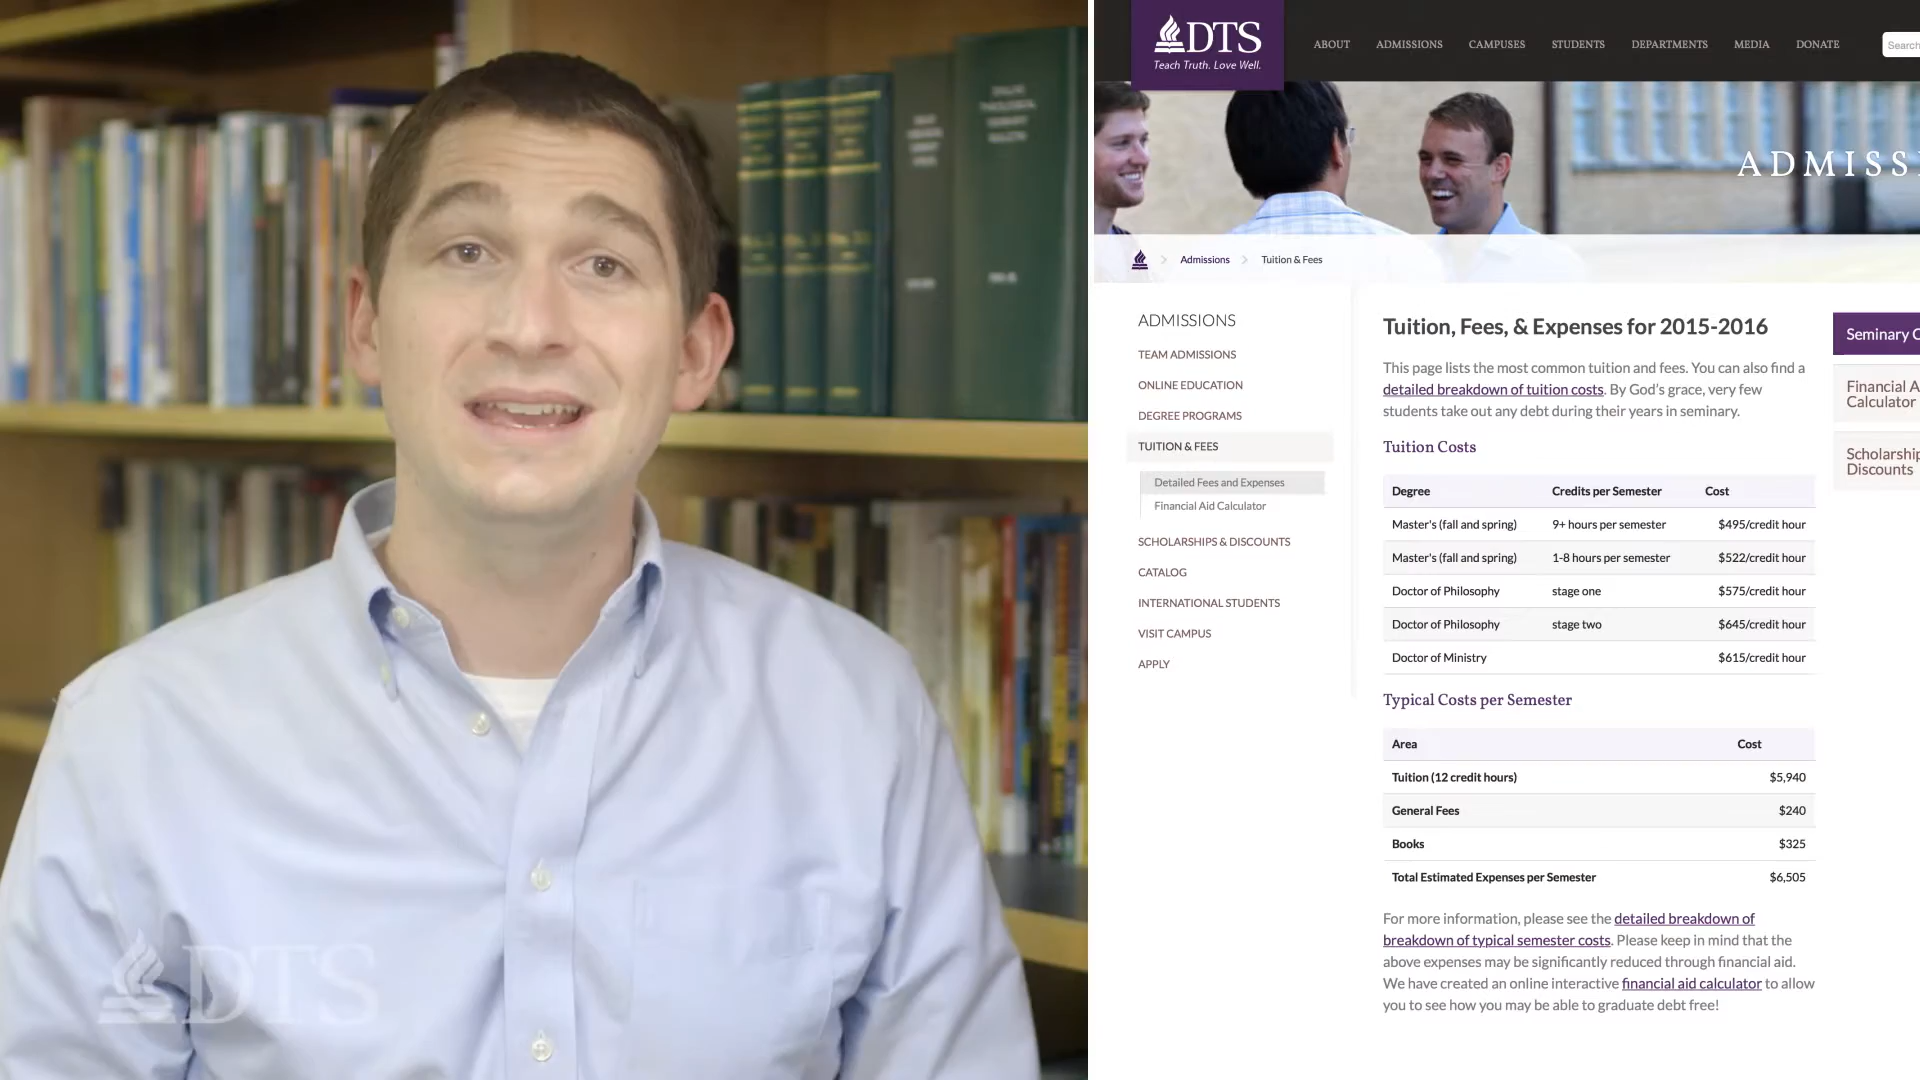 DTS
DTS
Teach Truth. Love Well.
ABOUT ADMISSIONS CAMPUSES STUDENTS DEPARTMENTS MEDIA DONATE Search
ADMISS
Admissions Tuition & Fees
ADMISSIONS
TEAM ADMISSIONS
ONLINE EDUCATION
DEGREE PROGRAMS
TUITION & FEES
Detailed Fees and Expenses
Financial Aid Calculator
SCHOLARSHIPS & DISCOUNTS
CATALOG
INTERNATIONAL STUDENTS
VISIT CAMPUS
APPLY
Tuition, Fees, & Expenses for 2015-2016
This page lists the most common tuition and fees. You can also find a
detailed breakdown of tuition costs. By God's grace, very few
students take out any debt during their years in seminary.
Tuition Costs
Degree Credits per Semester Cost
Master's (fall and spring) 9+ hours per semester $495/credit hour
Master's (fall and spring) 1-8 hours per semester $522/credit hour
Doctor of Philosophy stage one $575/credit hour
Doctor of Philosophy stage two $645/credit hour
Doctor of Ministry $615/credit hour
Typical Costs per Semester
Area Cost
Tuition (12 credit hours) $5,940
General Fees $240
Books $325
Total Estimated Expenses per Semester $6,505
For more information, please see the detailed breakdown of
breakdown of typical semester costs. Please keep in mind that the
above expenses may be significantly reduced through financial aid.
We have created an online interactive financial aid calculator to allow
you to see how you may be able to graduate debt free!
Seminary C
Financial A
Calculator
Scholarship
Discounts